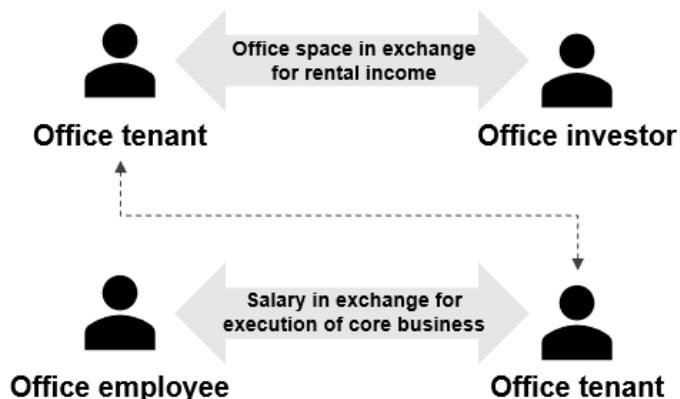 Office space in exchange
for rental income
Office tenant
Office investor
Salary in exchange for
execution of core business
Office employee
Office tenant